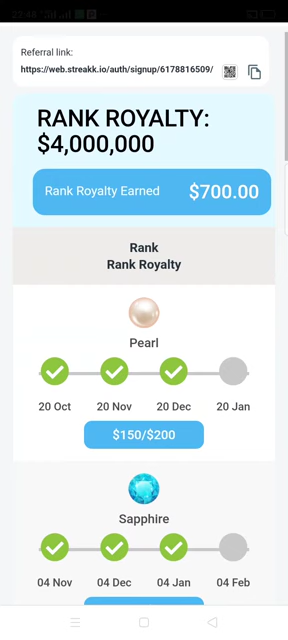 Referral link:
https://web.streakk.io/auth/signup/6178816509/
RANK ROYALTY:
$4,000,000
Rank Royalty Earned $700.00
Rank
Rank Royalty
Pearl
20 Oct 20 Nov 20 Dec 20 Jan
$150/$200
Sapphire
04 Nov 04 Dec 04 Jan 04 Feb